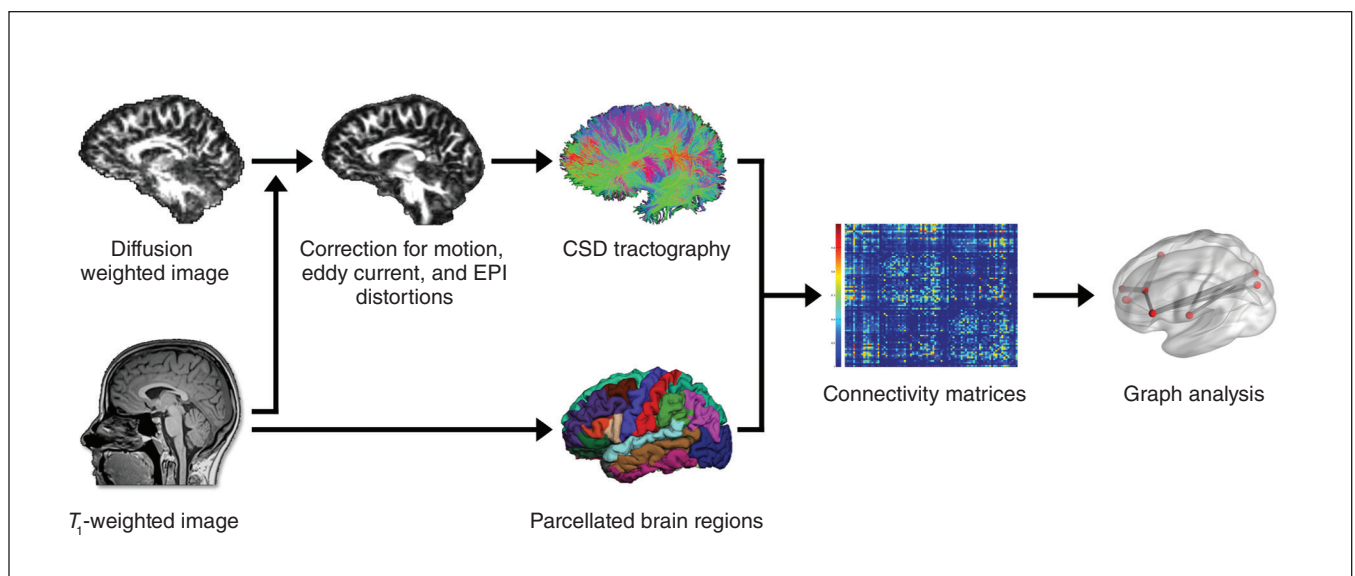 Diffusion
weighted image
Correction for motion,
eddy current, and EPI
distortions
CSD tractography
T1-weighted image
Parcellated brain regions
Connectivity matrices
Graph analysis